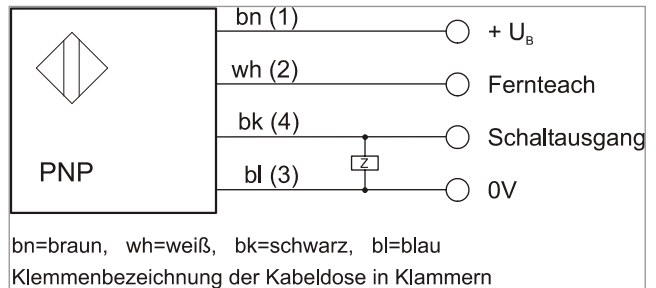 bn (1)
+ UB
wh (2)
Fernteach
bk (4)
Schaltausgang
z
PNP
bl (3)
0V
bn=braun, wh=weiß, bk=schwarz, bl=blau
Klemmenbezeichnung der Kabeldose in Klammern